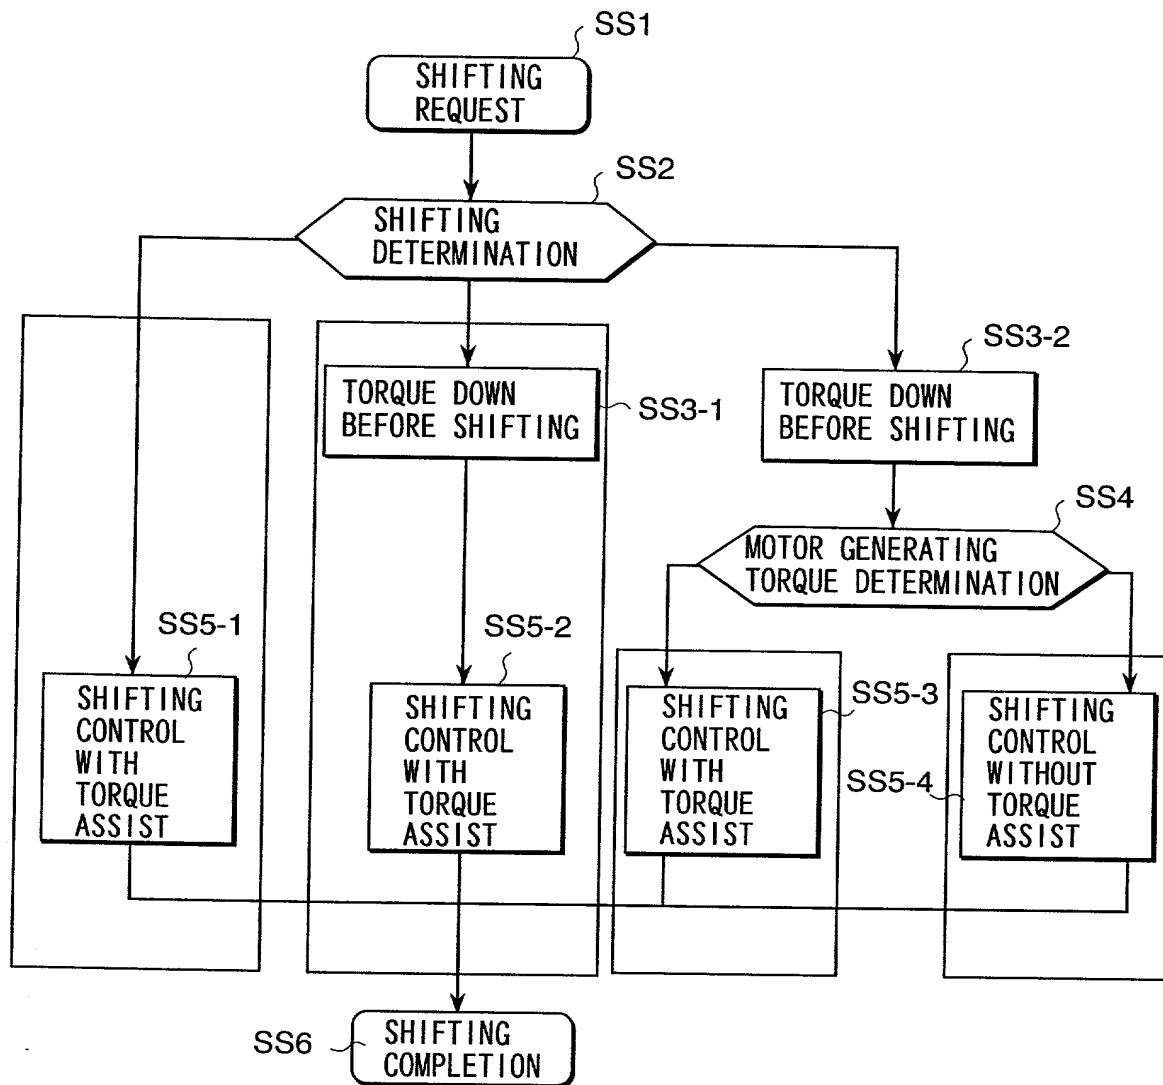 SS1
SHIFTING
REQUEST
SS2
SHIFTING
DETERMINATION
SS3-2
TORQUE DOWN
BEFORE SHIFTING
SS3-1
TORQUE DOWN
BEFORE SHIFTING
SS4
MOTOR GENERATING
TORQUE DETERMINATION
SS5-1
SHIFTING
CONTROL
WITH
TORQUE
ASSIST
SS5-2
SHIFTING
CONTROL
WITH
TORQUE
ASSIST
SS5-3
SHIFTING
CONTROL
WITH
TORQUE
ASSIST
SS5-4
SHIFTING
CONTROL
WITHOUT
TORQUE
ASSIST
SS6
SHIFTING
COMPLETION